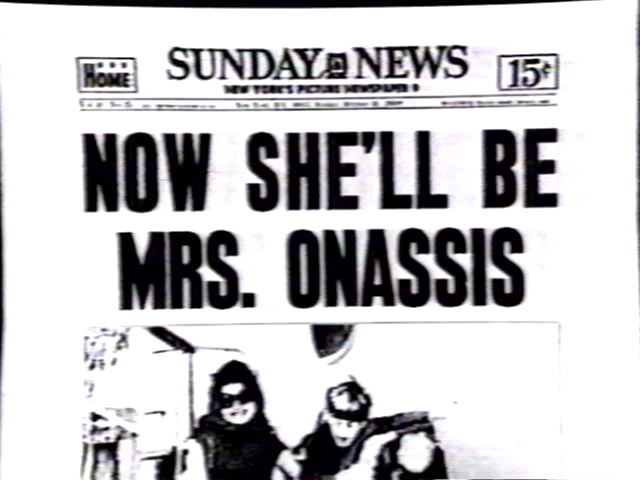 HOME
SUNDAY NEWS
15¢
NEW YORK'S PICTURE NEWSPAPER
NOW SHE'LL BE
MRS. ONASSIS